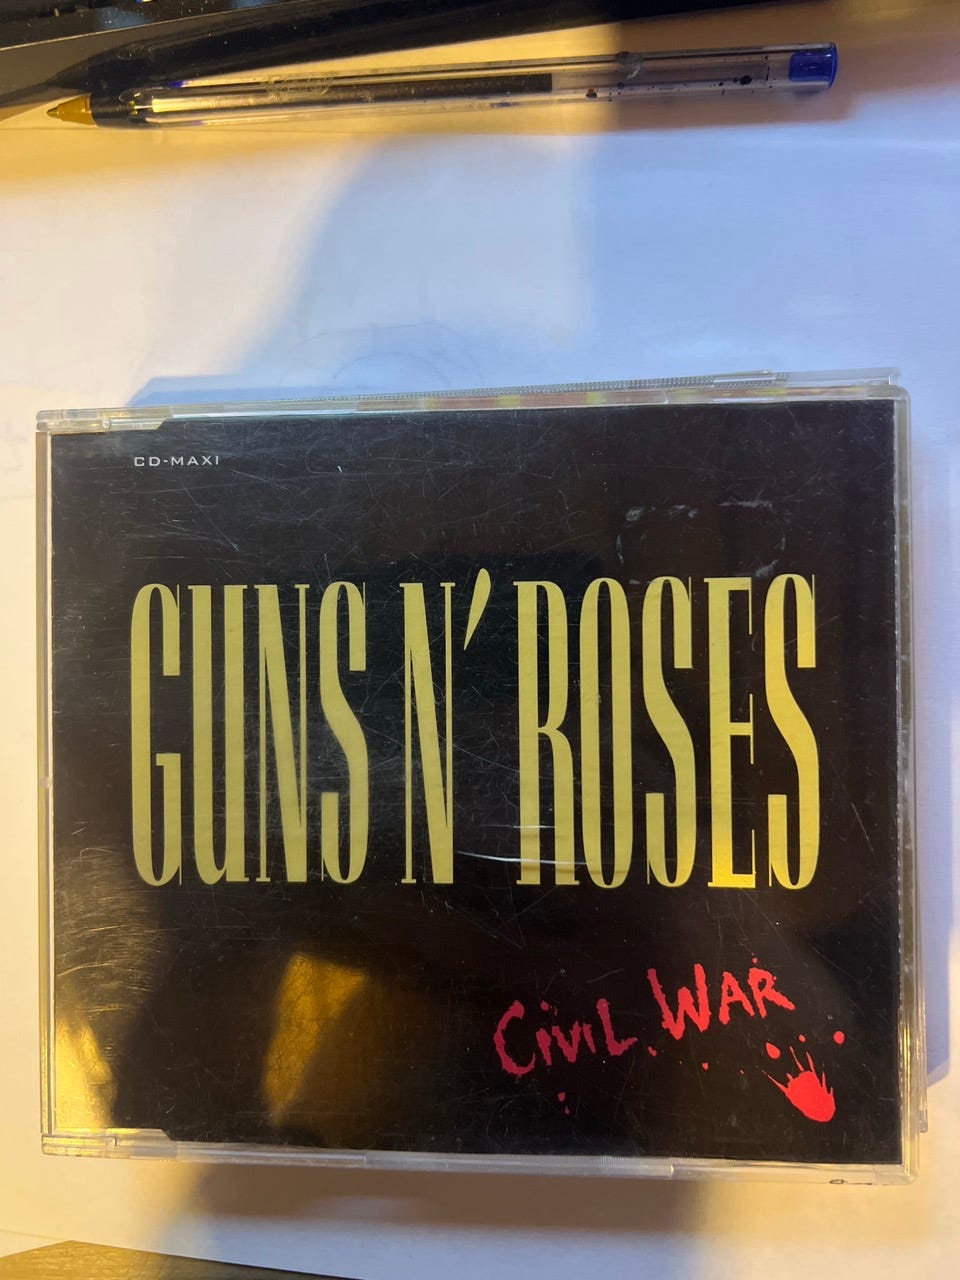 CD-MAXI
GUNS N' ROSES
CiviL WAR